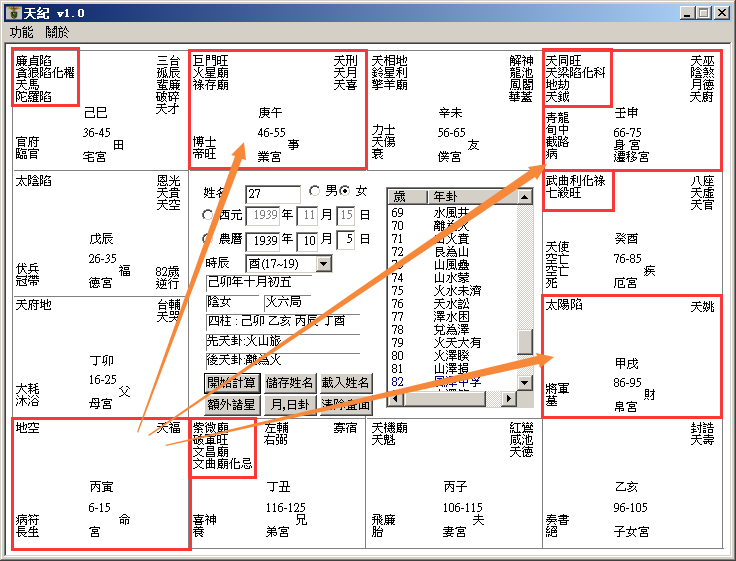 天紀 v1.0
功能 關於
廉貞陷
貪狼陷化權
天馬
陀羅陷
三台
孤辰
蜚廉
破碎
天才
己巳
36-45
官府
臨官
田
宅宮
巨門旺
火星廟
祿存廟
天刑
天月
天喜
庚午
46-55
博士
帝旺
事
業宮
天相地
鈴星利
擎羊廟
解神
龍池
鳳閣
華蓋
辛未
56-65
力士
天傷
衰
友
僕宮
天同旺
天梁陷化科
地劫
天鉞
天巫
陰煞
月德
天廚
壬申
66-75
青龍
旬中
截路
病
身宮
遷移宮
太陰陷
恩光
天貴
天空
戊辰
26-35
伏兵
冠帶
福
德宮
82歲
逆行
姓名 27 男 女
西元 1939 年 11 月 15 日
農曆 1939 年 10 月 5 日
時辰 酉(17~19)
己卯年十月初五
陰女 火六局
四柱 : 己卯 乙亥 丙辰 丁酉
先天卦:火山旅
後天卦:離為火
開始計算 儲存姓名 載入姓名
額外諸星 月,日卦 清除畫面
歲 年卦
69 水風井
70 離為火
71 山火賁
72 艮為山
73 山風蠱
74 山水蒙
75 火水未濟
76 天水訟
77 澤水困
78 兌為澤
79 火天大有
80 火澤睽
81 山澤損
82 風澤中孚
武曲利化祿
七殺旺
八座
天虛
天官
癸酉
76-85
天使
空亡
空亡
死
疾
厄宮
天府地
台輔
天哭
丁卯
16-25
大耗
沐浴
父
母宮
太陽陷
天姚
甲戌
86-95
將軍
墓
財
帛宮
地空
天福
丙寅
6-15
病符
長生
命
宮
紫微廟
破軍旺
文昌廟
文曲廟化忌
左輔
右弼
寡宿
丁丑
116-125
喜神
養
兄
弟宮
天機廟
天魁
紅鸞
咸池
天德
丙子
106-115
飛廉
胎
夫
妻宮
封誥
天壽
乙亥
96-105
奏書
絕
子女宮